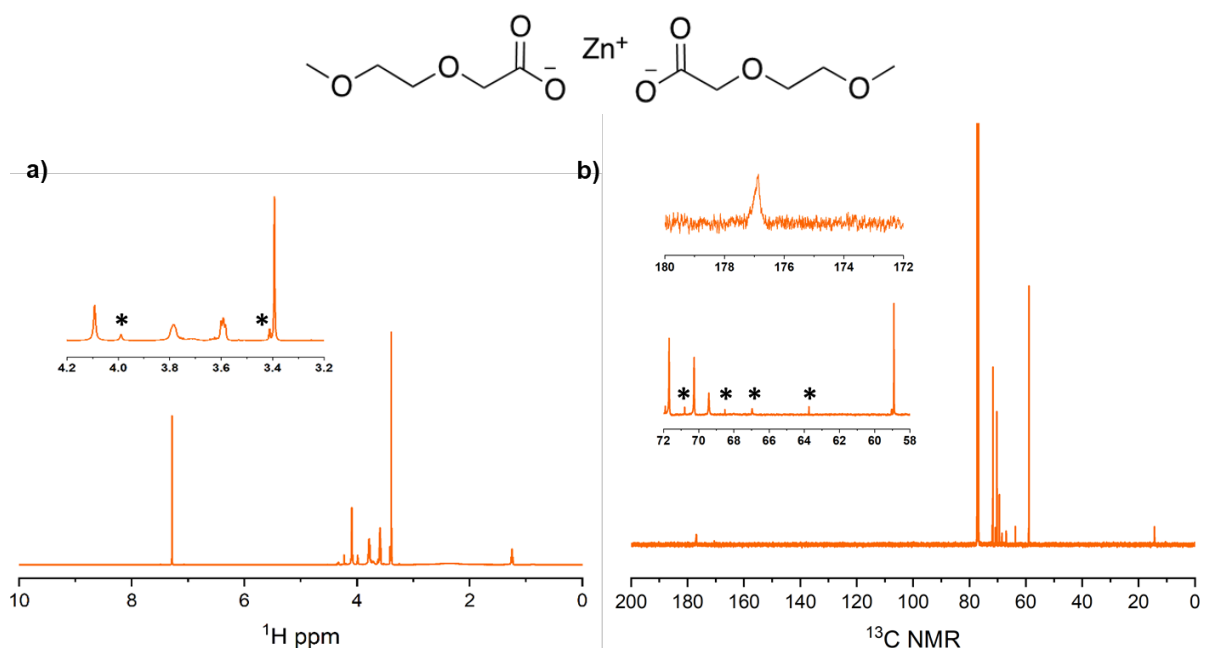 O Zn⁺ O
O O⁻ ⁻O O
O O
a) b)
180 178 176 174 172
* *
4.2 4.0 3.8 3.6 3.4 3.2
* * * *
72 70 68 66 64 62 60 58
10 8 6 4 2 0
¹H ppm
200 180 160 140 120 100 80 60 40 20 0
¹³C NMR